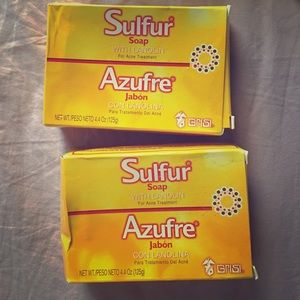 Sulfur®
Soap
WITH LANOLIN
For Acne Treatment
Azufre®
Jabón
CON LANOLINA
Para Tratamiento Del Acné
NET WT./PESO NETO 4.4 Oz (125g)
GRISI
Sulfur®
Soap
WITH LANOLIN
For Acne Treatment
Azufre®
Jabón
CON LANOLINA
Para Tratamiento Del Acné
NET WT./PESO NETO 4.4 Oz (125g)
GRISI